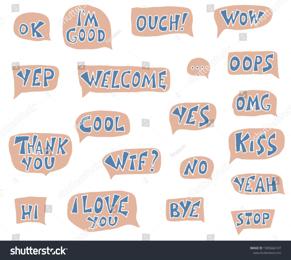 OK
I'M
GOOD
OUCH!
WOW!
YEP
WELCOME
...
OOPS
OMG
COOL
YES
THANK
YOU
WTF?
NO
KISS
YEAH
HI
I LOVE
YOU
BYE
STOP
shutterstock